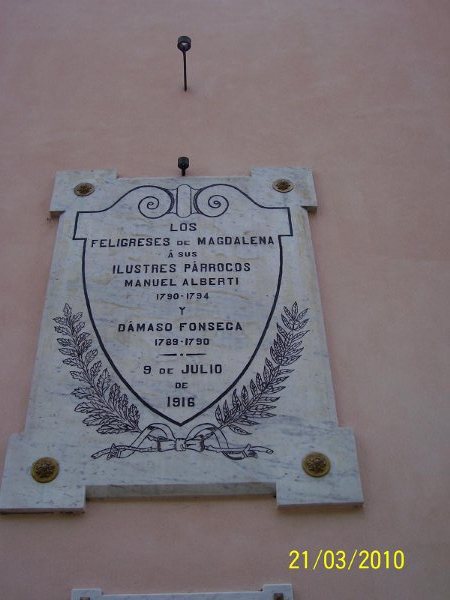 LOS
FELIGRESES DE MAGDALENA
Á SUS
ILUSTRES PÁRROCOS
MANUEL ALBERTI
1790-1794
Y
DÁMASO FONSECA
1789-1790
9 DE JULIO
DE
1916
21/03/2010